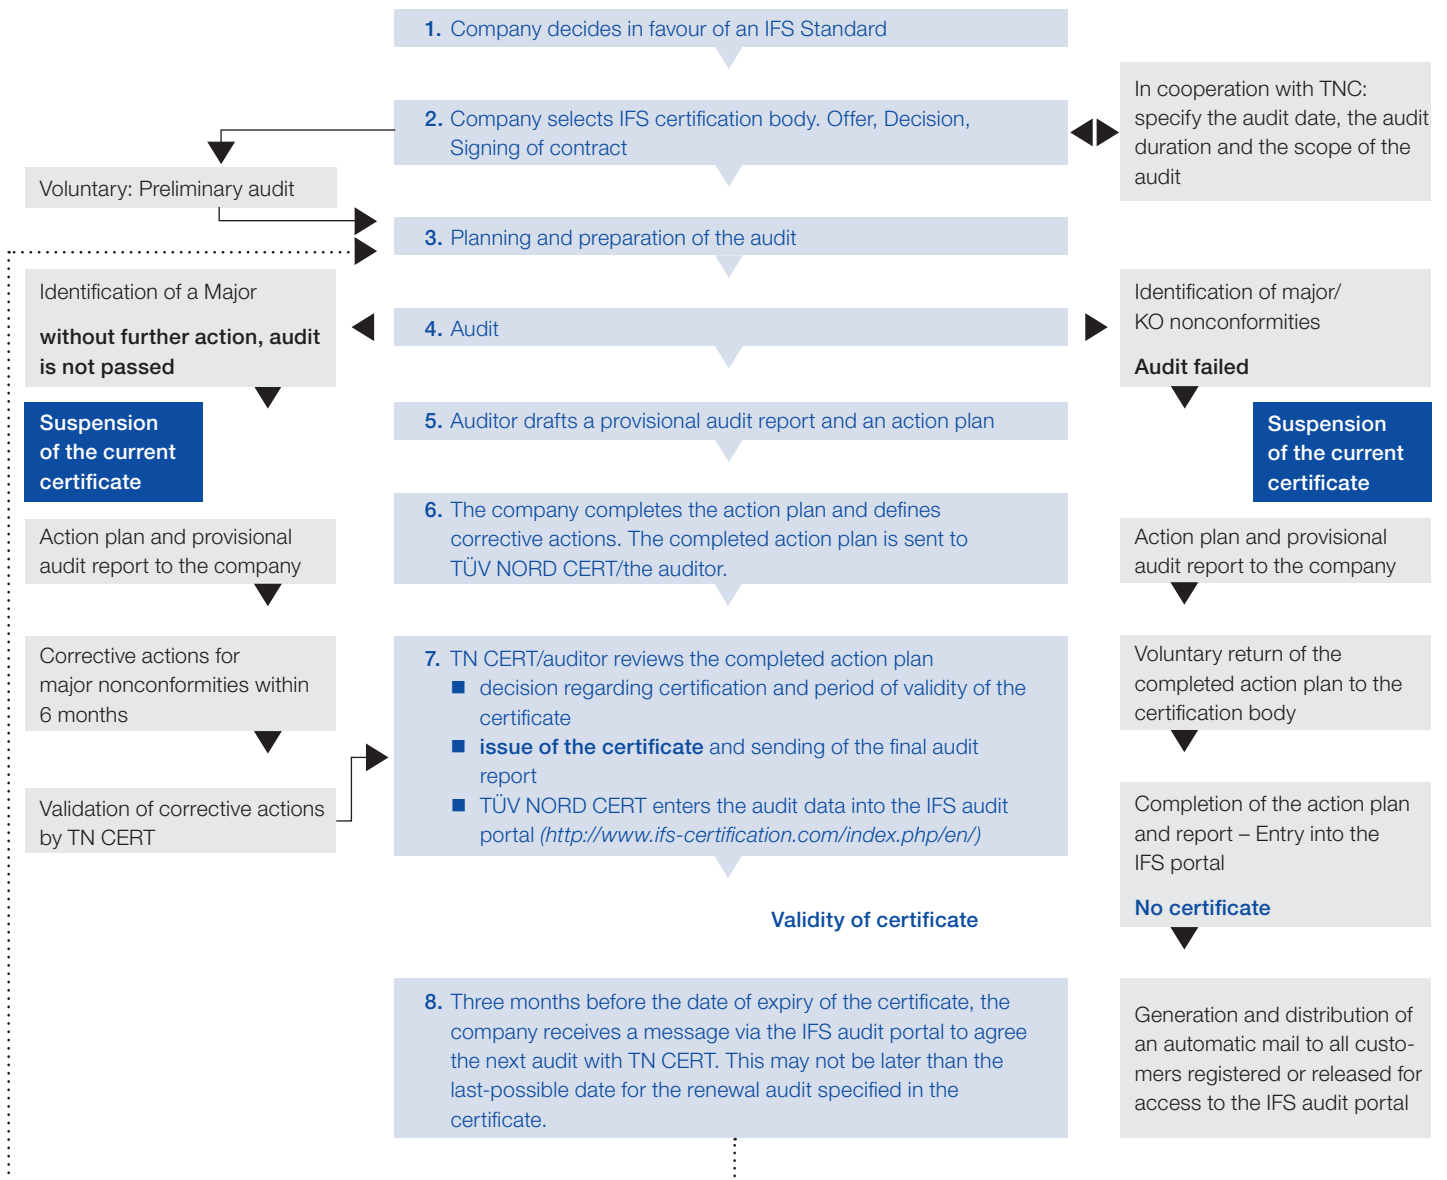 1. Company decides in favour of an IFS Standard
2. Company selects IFS certification body. Offer, Decision,
Signing of contract
In cooperation with TNC:
specify the audit date, the audit
duration and the scope of the
audit
Voluntary: Preliminary audit
3. Planning and preparation of the audit
Identification of a Major
without further action, audit
is not passed
4. Audit
Identification of major/
KO nonconformities
Audit failed
Suspension
of the current
certificate
5. Auditor drafts a provisional audit report and an action plan
Suspension
of the current
certificate
Action plan and provisional
audit report to the company
6. The company completes the action plan and defines
corrective actions. The completed action plan is sent to
TÜV NORD CERT/the auditor.
Action plan and provisional
audit report to the company
Corrective actions for
major nonconformities within
6 months
Validation of corrective actions
by TN CERT
7. TN CERT/auditor reviews the completed action plan
■ decision regarding certification and period of validity of the
certificate
■ issue of the certificate and sending of the final audit
report
■ TÜV NORD CERT enters the audit data into the IFS audit
portal (http://www.ifs-certification.com/index.php/en/)
Voluntary return of the
completed action plan to the
certification body
Completion of the action plan
and report – Entry into the
IFS portal
No certificate
Validity of certificate
8. Three months before the date of expiry of the certificate, the
company receives a message via the IFS audit portal to agree
the next audit with TN CERT. This may not be later than the
last-possible date for the renewal audit specified in the
certificate.
Generation and distribution of
an automatic mail to all custo-
mers registered or released for
access to the IFS audit portal